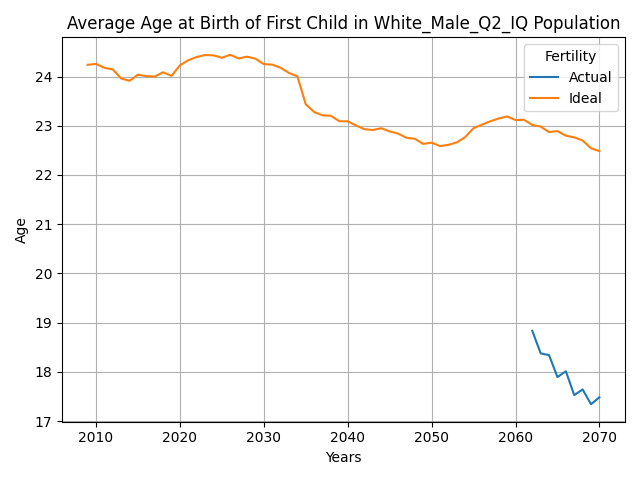 Average Age at Birth of First Child in White_Male_Q2_IQ Population
Fertility
Actual
Ideal
Age
24
23
22
21
20
19
18
17
2010 2020 2030 2040 2050 2060 2070
Years